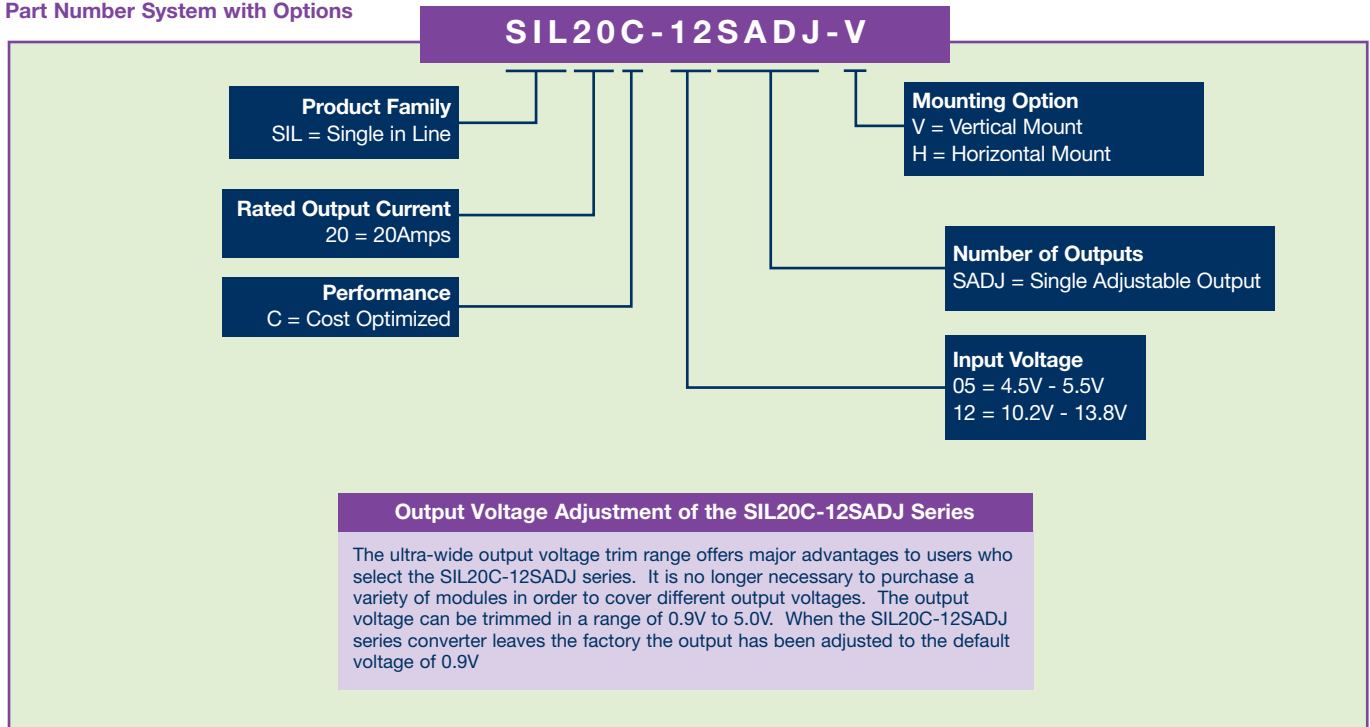 Part Number System with Options
SIL20C-12SADJ-V
Product Family
SIL = Single in Line
Rated Output Current
20 = 20Amps
Performance
C = Cost Optimized
Mounting Option
V = Vertical Mount
H = Horizontal Mount
Number of Outputs
SADJ = Single Adjustable Output
Input Voltage
05 = 4.5V - 5.5V
12 = 10.2V - 13.8V
Output Voltage Adjustment of the SIL20C-12SADJ Series
The ultra-wide output voltage trim range offers major advantages to users who
select the SIL20C-12SADJ series. It is no longer necessary to purchase a
variety of modules in order to cover different output voltages. The output
voltage can be trimmed in a range of 0.9V to 5.0V. When the SIL20C-12SADJ
series converter leaves the factory the output has been adjusted to the default
voltage of 0.9V